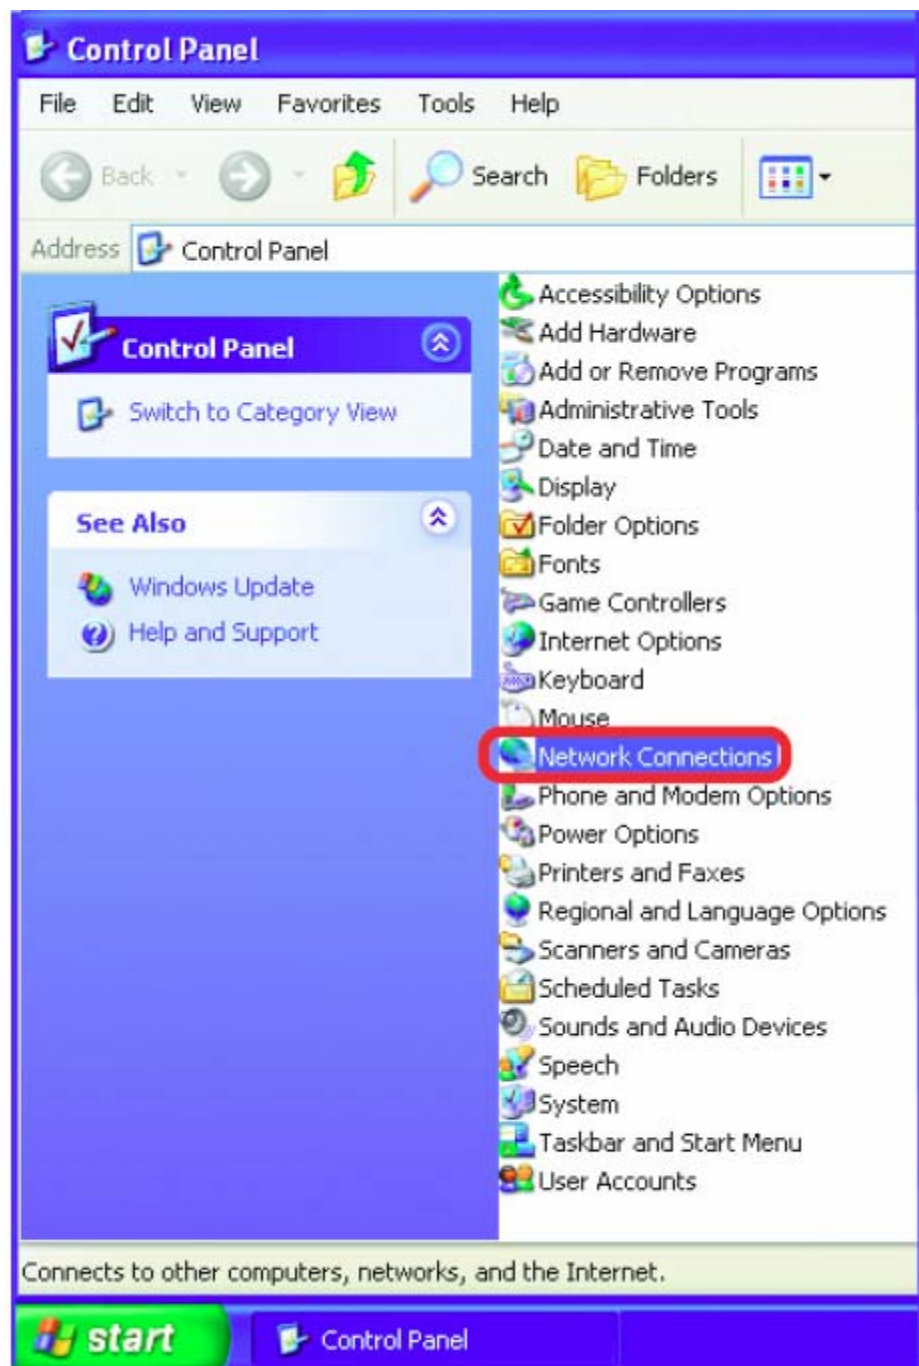 Control Panel
File Edit View Favorites Tools Help
Back Search Folders
Address Control Panel
Control Panel
Switch to Category View
See Also
Windows Update
Help and Support
Accessibility Options
Add Hardware
Add or Remove Programs
Administrative Tools
Date and Time
Display
Folder Options
Fonts
Game Controllers
Internet Options
Keyboard
Mouse
Network Connections
Phone and Modem Options
Power Options
Printers and Faxes
Regional and Language Options
Scanners and Cameras
Scheduled Tasks
Sounds and Audio Devices
Speech
System
Taskbar and Start Menu
User Accounts
Connects to other computers, networks, and the Internet.
start Control Panel